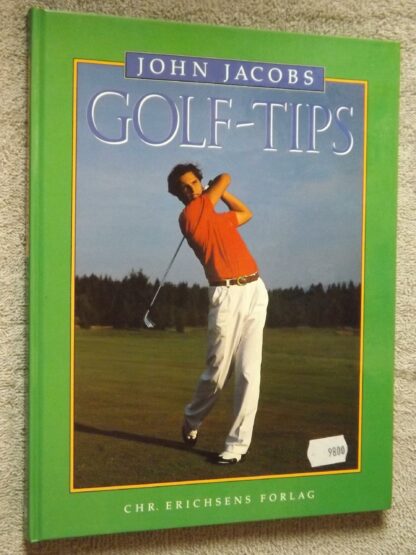 JOHN JACOBS
GOLF-TIPS
9800
CHR. ERICHSENS FORLAG